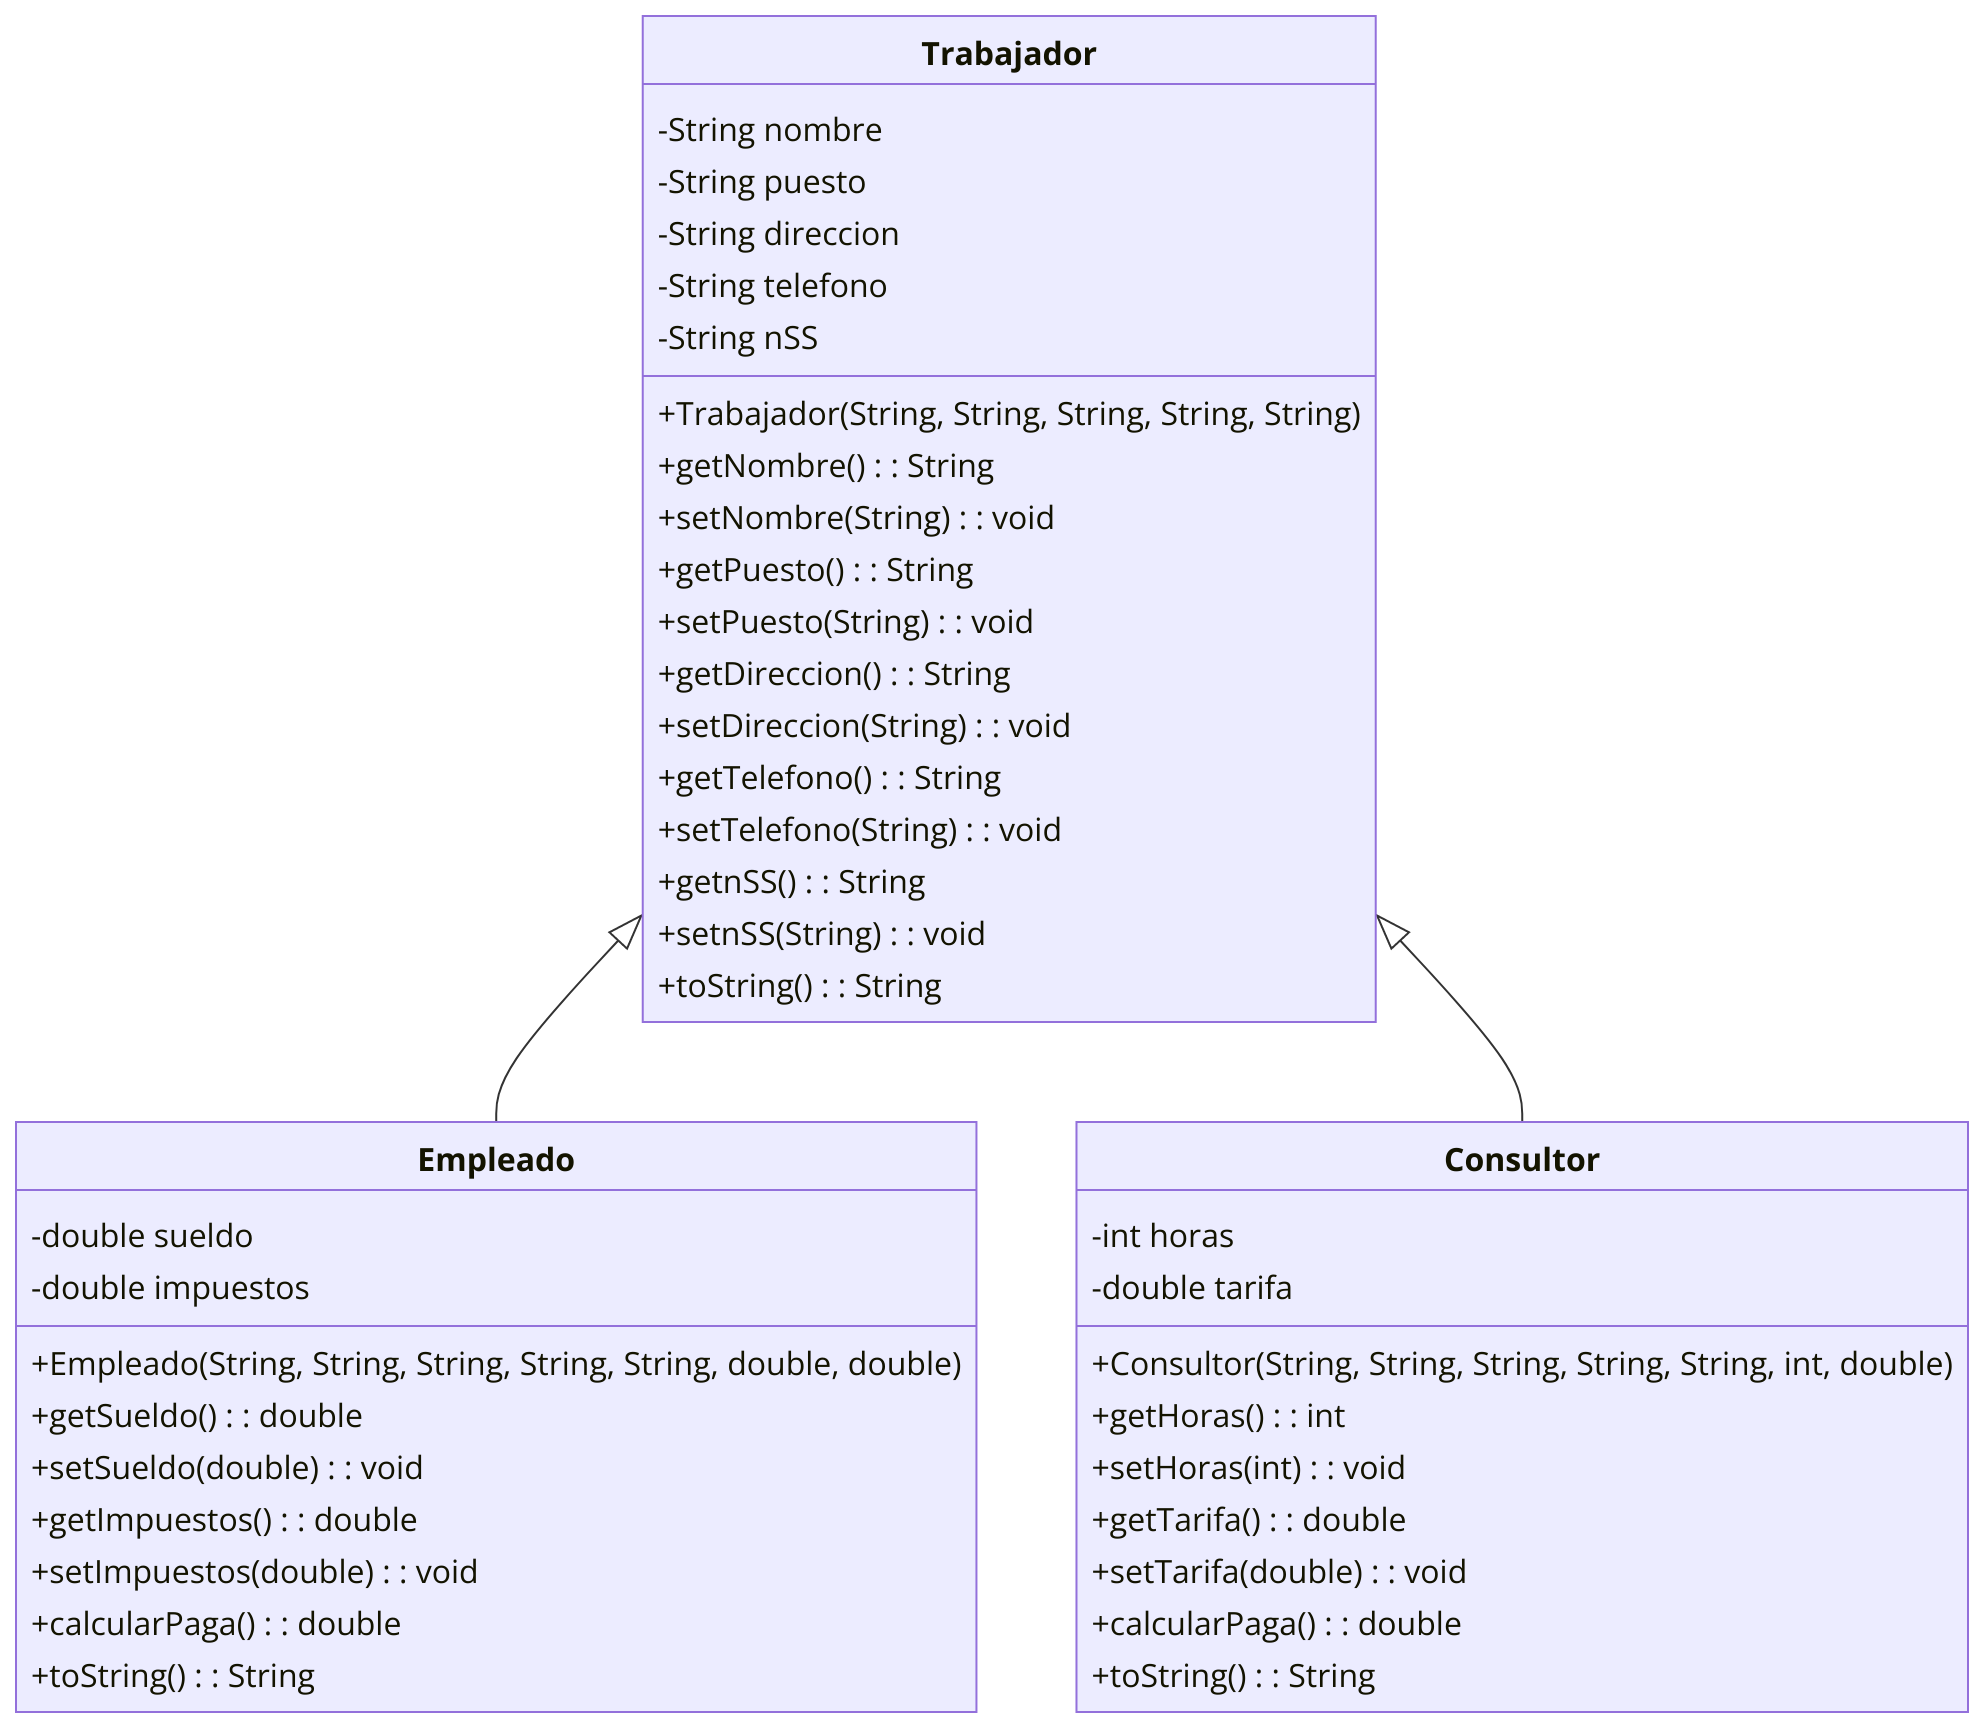 Trabajador
-String nombre
-String puesto
-String direccion
-String telefono
-String nSS
+Trabajador(String, String, String, String, String)
+getNombre() : : String
+setNombre(String) : : void
+getPuesto() : : String
+setPuesto(String) : : void
+getDireccion() : : String
+setDireccion(String) : : void
+getTelefono() : : String
+setTelefono(String) : : void
+getnSS() : : String
+setnSS(String) : : void
+toString() : : String
Empleado
-double sueldo
-double impuestos
+Empleado(String, String, String, String, String, double, double)
+getSueldo() : : double
+setSueldo(double) : : void
+getImpuestos() : : double
+setImpuestos(double) : : void
+calcularPaga() : : double
+toString() : : String
Consultor
-int horas
-double tarifa
+Consultor(String, String, String, String, String, int, double)
+getHoras() : : int
+setHoras(int) : : void
+getTarifa() : : double
+setTarifa(double) : : void
+calcularPaga() : : double
+toString() : : String